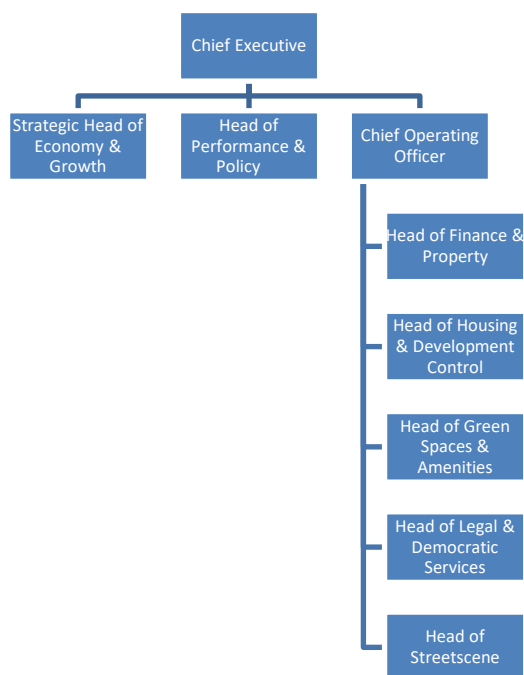 Chief Executive
Strategic Head of
Economy &
Growth
Head of
Performance &
Policy
Chief Operating
Officer
Head of Finance &
Property
Head of Housing
& Development
Control
Head of Green
Spaces &
Amenities
Head of Legal &
Democratic
Services
Head of
Streetscene